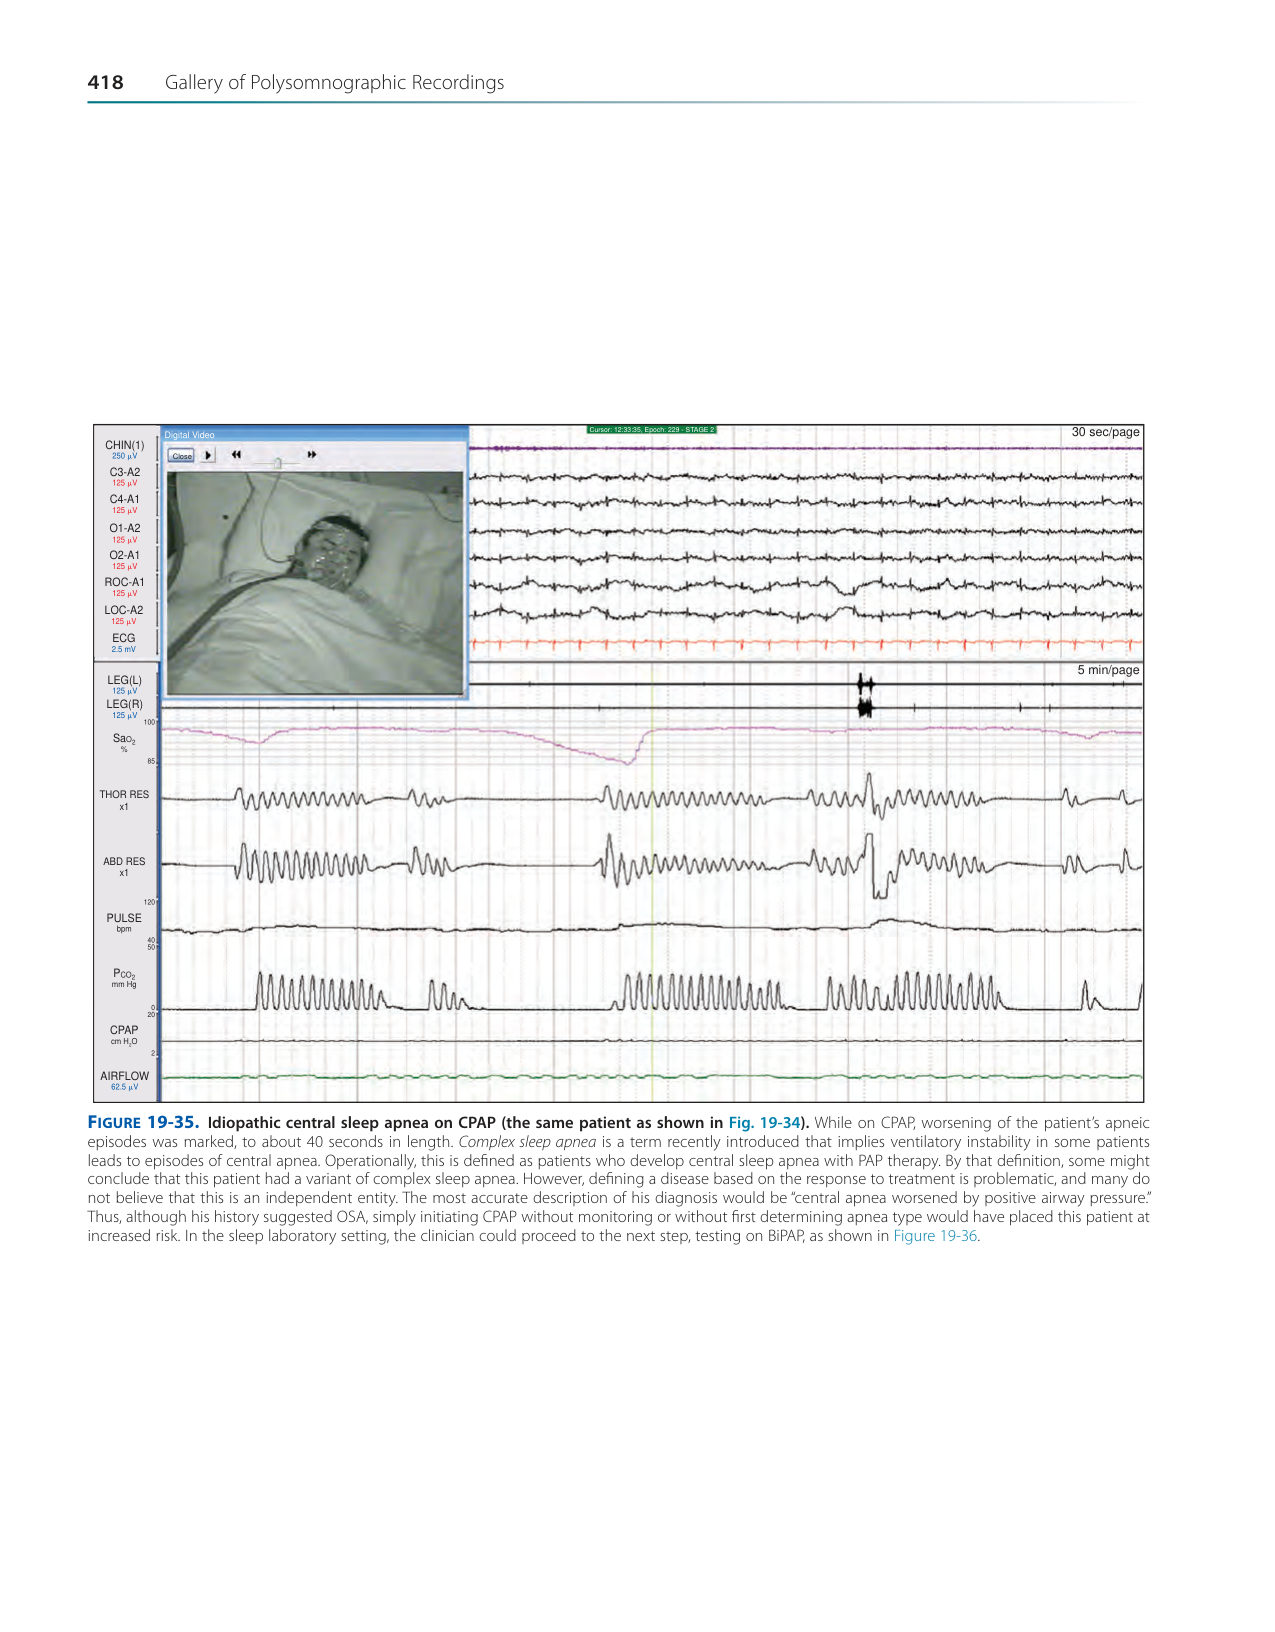 418 Gallery of Polysomnographic Recordings
Digital Video
Close
Cursor: 12:33:35, Epoch: 229 - STAGE 2
30 sec/page
CHIN(1)
250 µV
C3-A2
125 µV
C4-A1
125 µV
O1-A2
125 µV
O2-A1
125 µV
ROC-A1
125 µV
LOC-A2
125 µV
ECG
2.5 mV
5 min/page
LEG(L)
125 µV
LEG(R)
125 µV
100
SaO₂
%
85
THOR RES
x1
ABD RES
x1
120
PULSE
bpm
40
50
PCO₂
mm Hg
0
20
CPAP
cm H₂O
2
AIRFLOW
62.5 µV
FIGURE 19-35. Idiopathic central sleep apnea on CPAP (the same patient as shown in Fig. 19-34). While on CPAP, worsening of the patient's apneic
episodes was marked, to about 40 seconds in length. Complex sleep apnea is a term recently introduced that implies ventilatory instability in some patients
leads to episodes of central apnea. Operationally, this is defined as patients who develop central sleep apnea with PAP therapy. By that definition, some might
conclude that this patient had a variant of complex sleep apnea. However, defining a disease based on the response to treatment is problematic, and many do
not believe that this is an independent entity. The most accurate description of his diagnosis would be “central apnea worsened by positive airway pressure.”
Thus, although his history suggested OSA, simply initiating CPAP without monitoring or without first determining apnea type would have placed this patient at
increased risk. In the sleep laboratory setting, the clinician could proceed to the next step, testing on BiPAP, as shown in Figure 19-36.